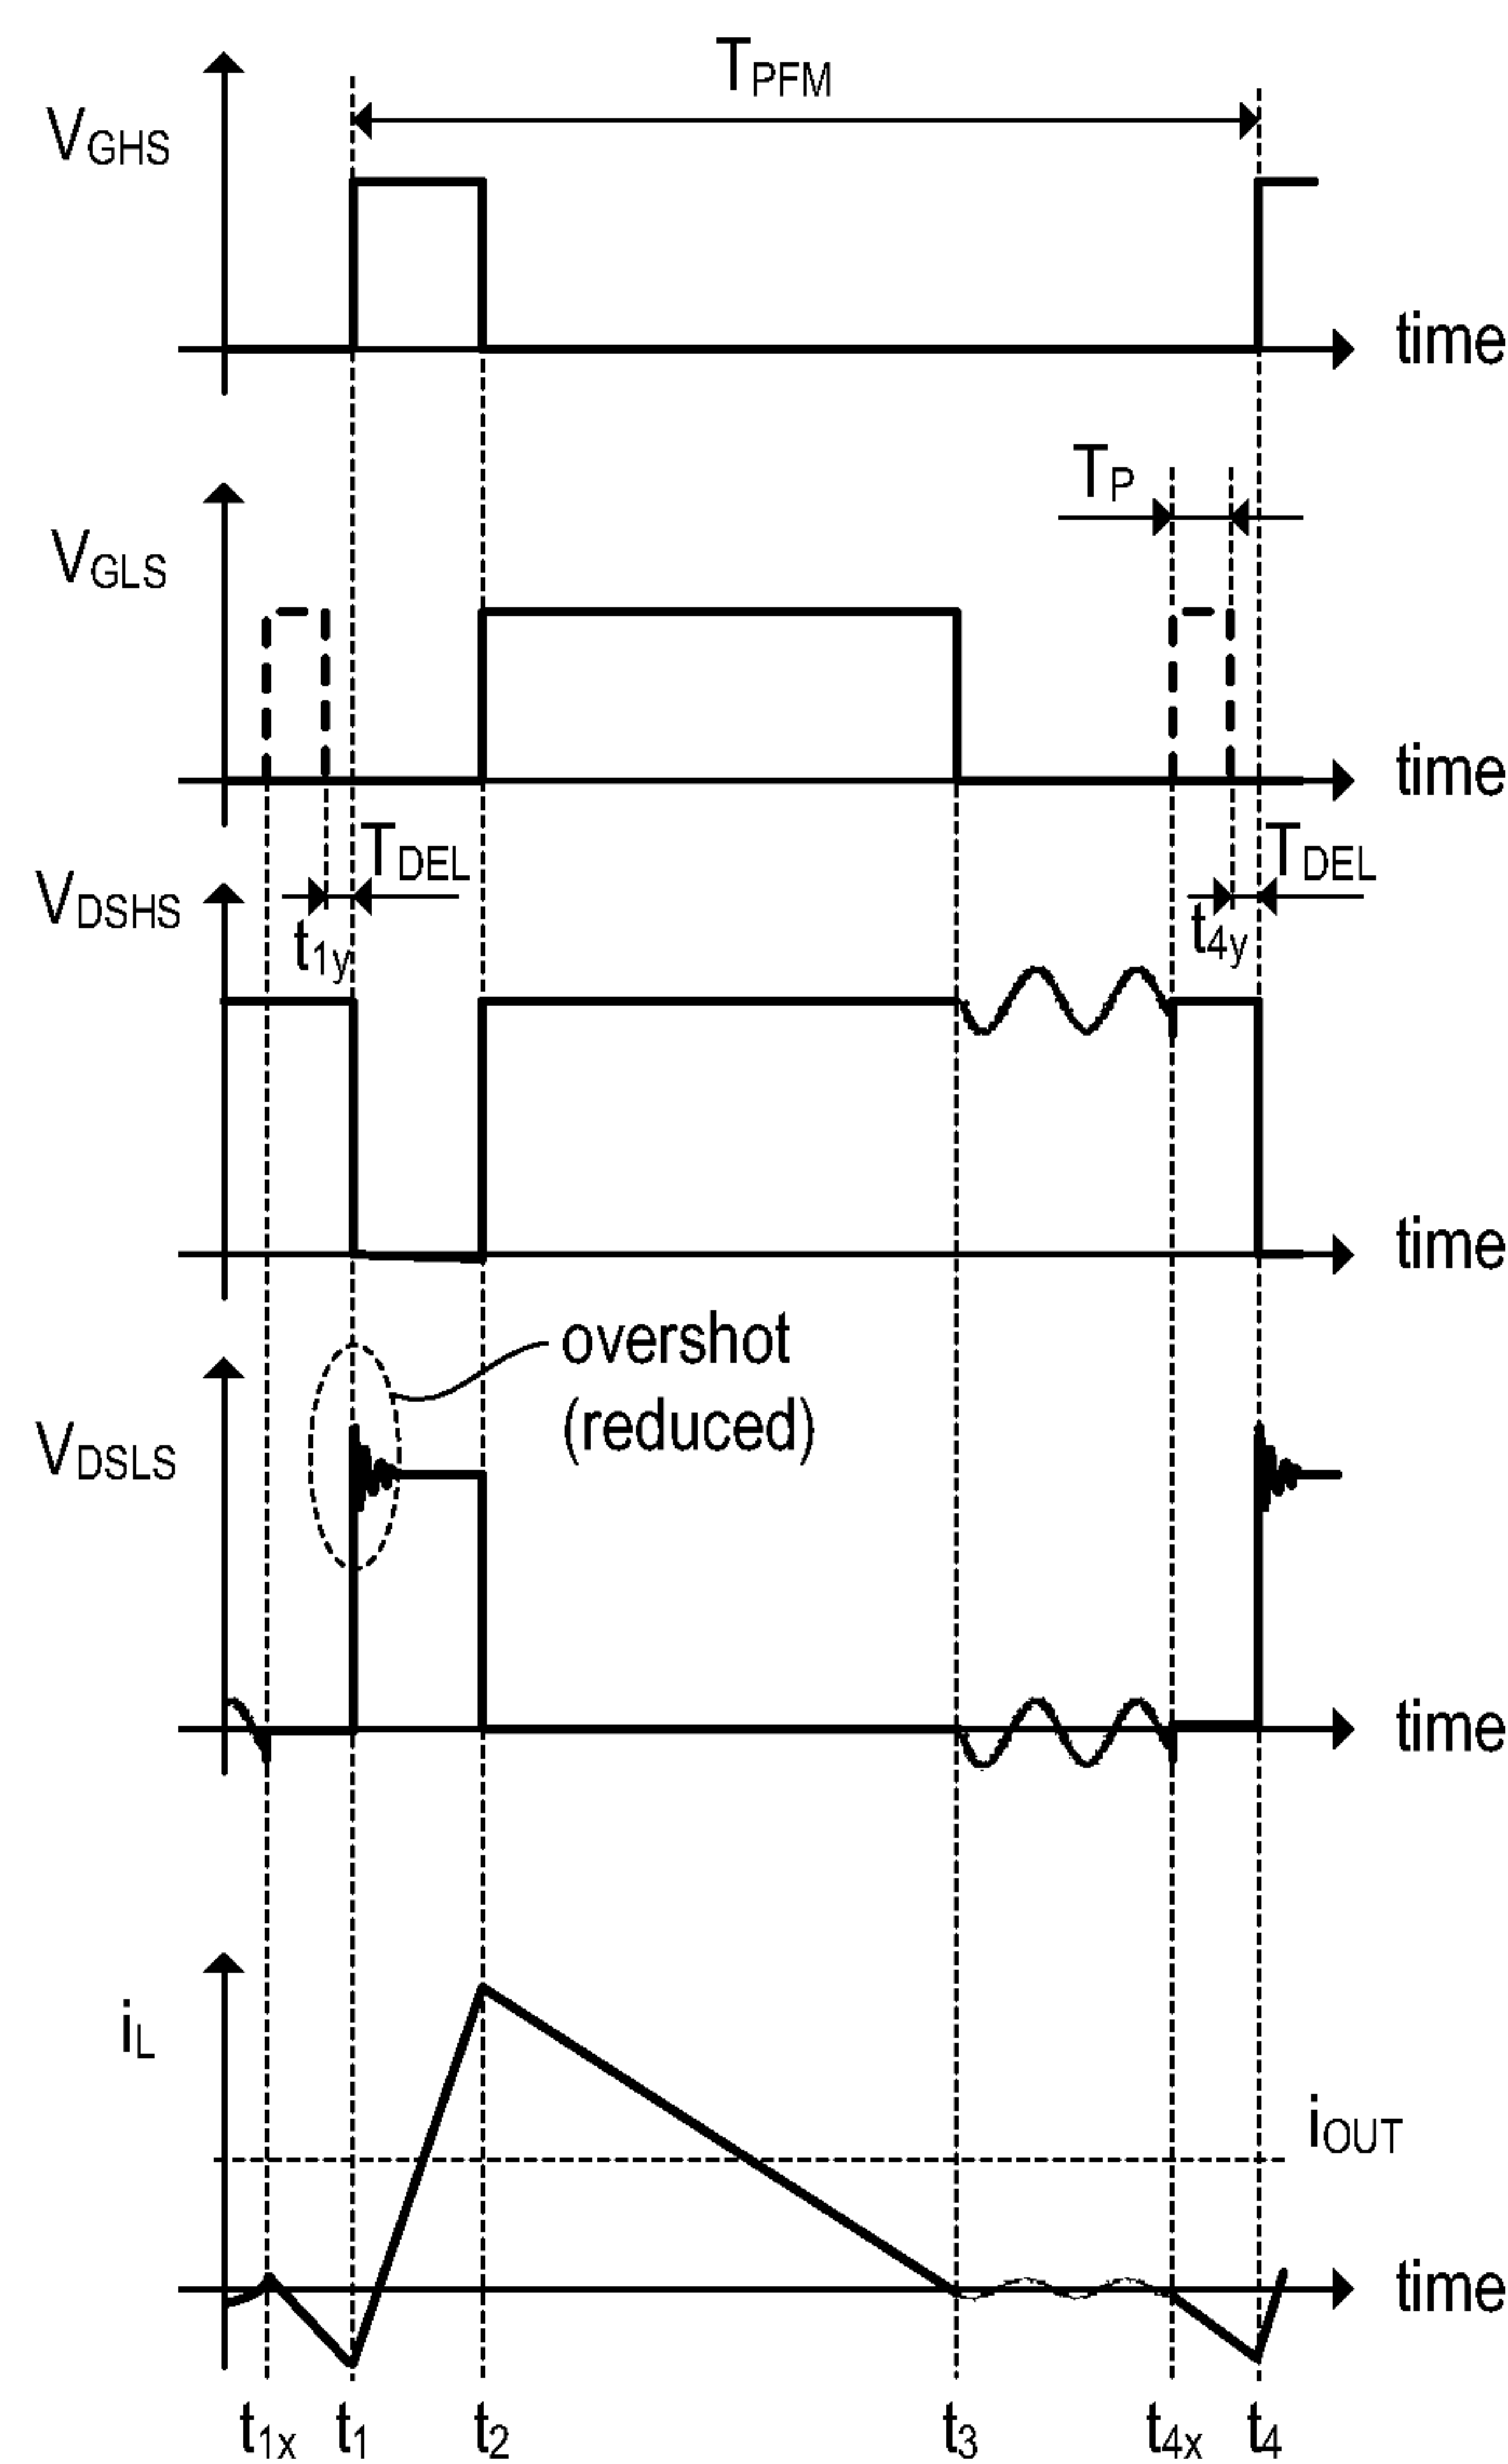 TPFM
VGHS
time
TP
VGLS
time
TDEL
TDEL
VDSHS
t1y
t4y
time
overshot
(reduced)
VDSLS
time
iL
iOUT
time
t1x t1 t2 t3 t4x t4